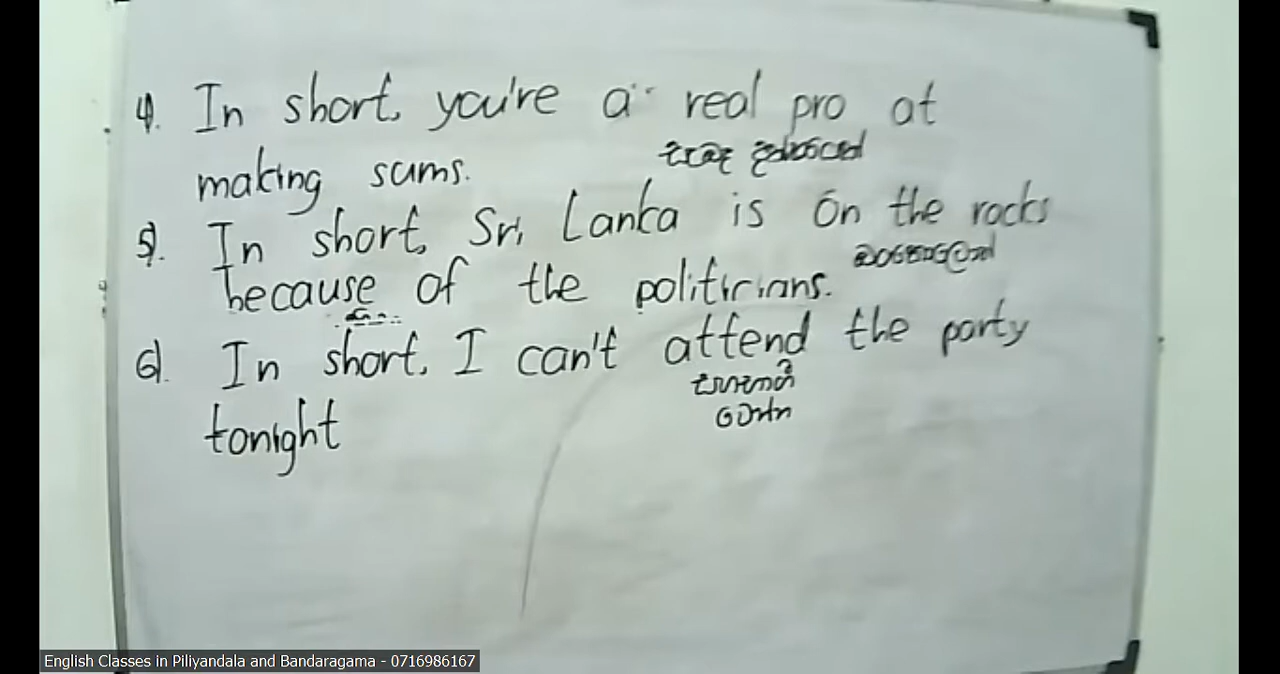 4). In short, you're a real pro at
making sums.
5). In short, Sri Lanka is on the rocks
because of the politicians.
6). In short, I can't attend the party
tonight
English Classes in Piliyandala and Bandaragama - 0716986167